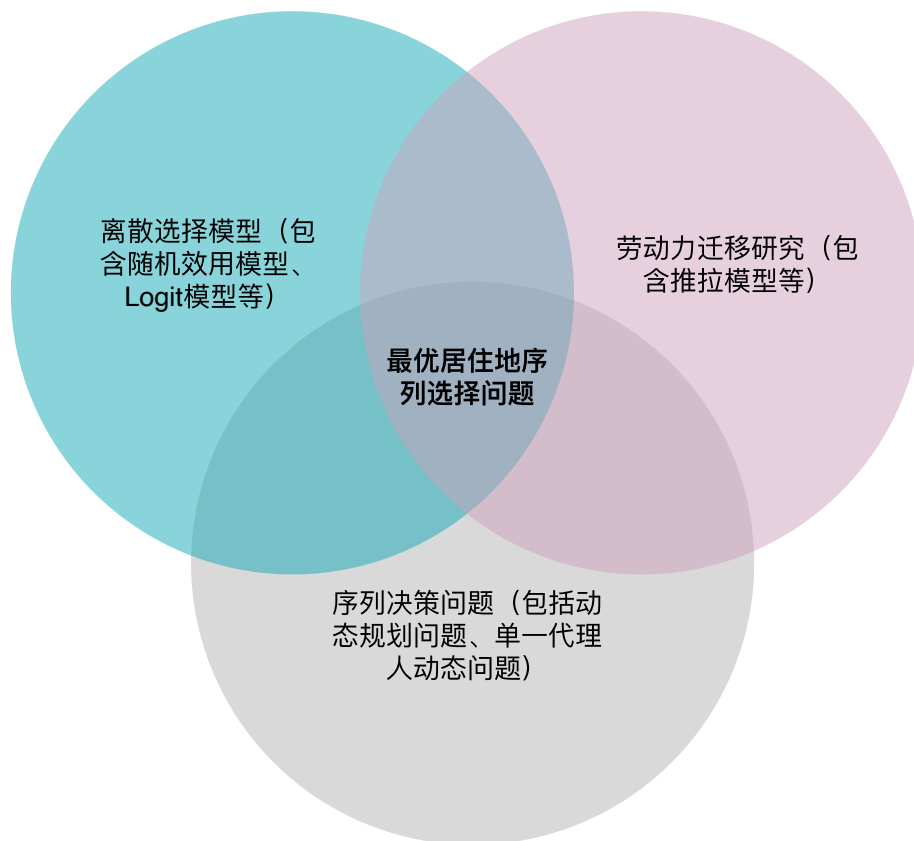 离散选择模型（包
含随机效用模型、
Logit模型等）
劳动力迁移研究（包
含推拉模型等）
最优居住地序
列选择问题
序列决策问题（包括动
态规划问题、单一代理
人动态问题）